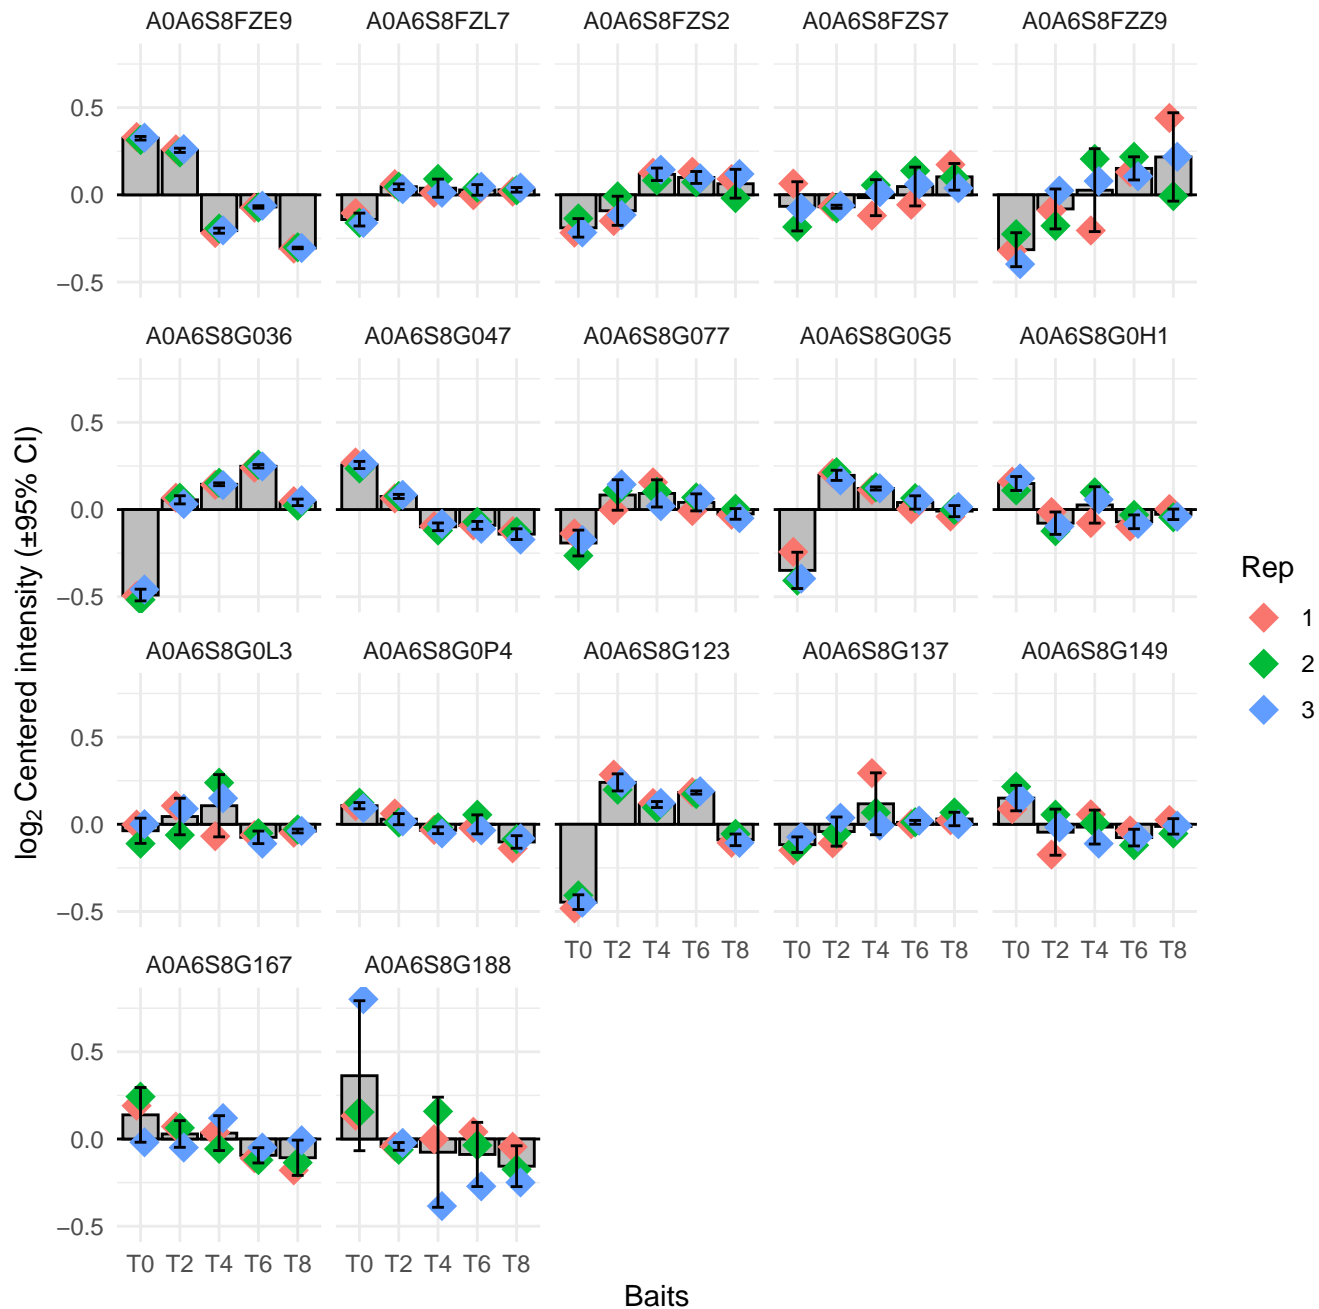 A0A6S8FZE9 A0A6S8FZL7 A0A6S8FZS2 A0A6S8FZS7 A0A6S8FZZ9
0.5
0.0
−0.5
A0A6S8G036 A0A6S8G047 A0A6S8G077 A0A6S8G0G5 A0A6S8G0H1
0.5
0.0
−0.5
A0A6S8G0L3 A0A6S8G0P4 A0A6S8G123 A0A6S8G137 A0A6S8G149
0.5
0.0
−0.5
T0 T2 T4 T6 T8 T0 T2 T4 T6 T8 T0 T2 T4 T6 T8
A0A6S8G167 A0A6S8G188
0.5
0.0
−0.5
T0 T2 T4 T6 T8 T0 T2 T4 T6 T8
Baits
log₂ Centered intensity (±95% CI)
Rep
1
2
3